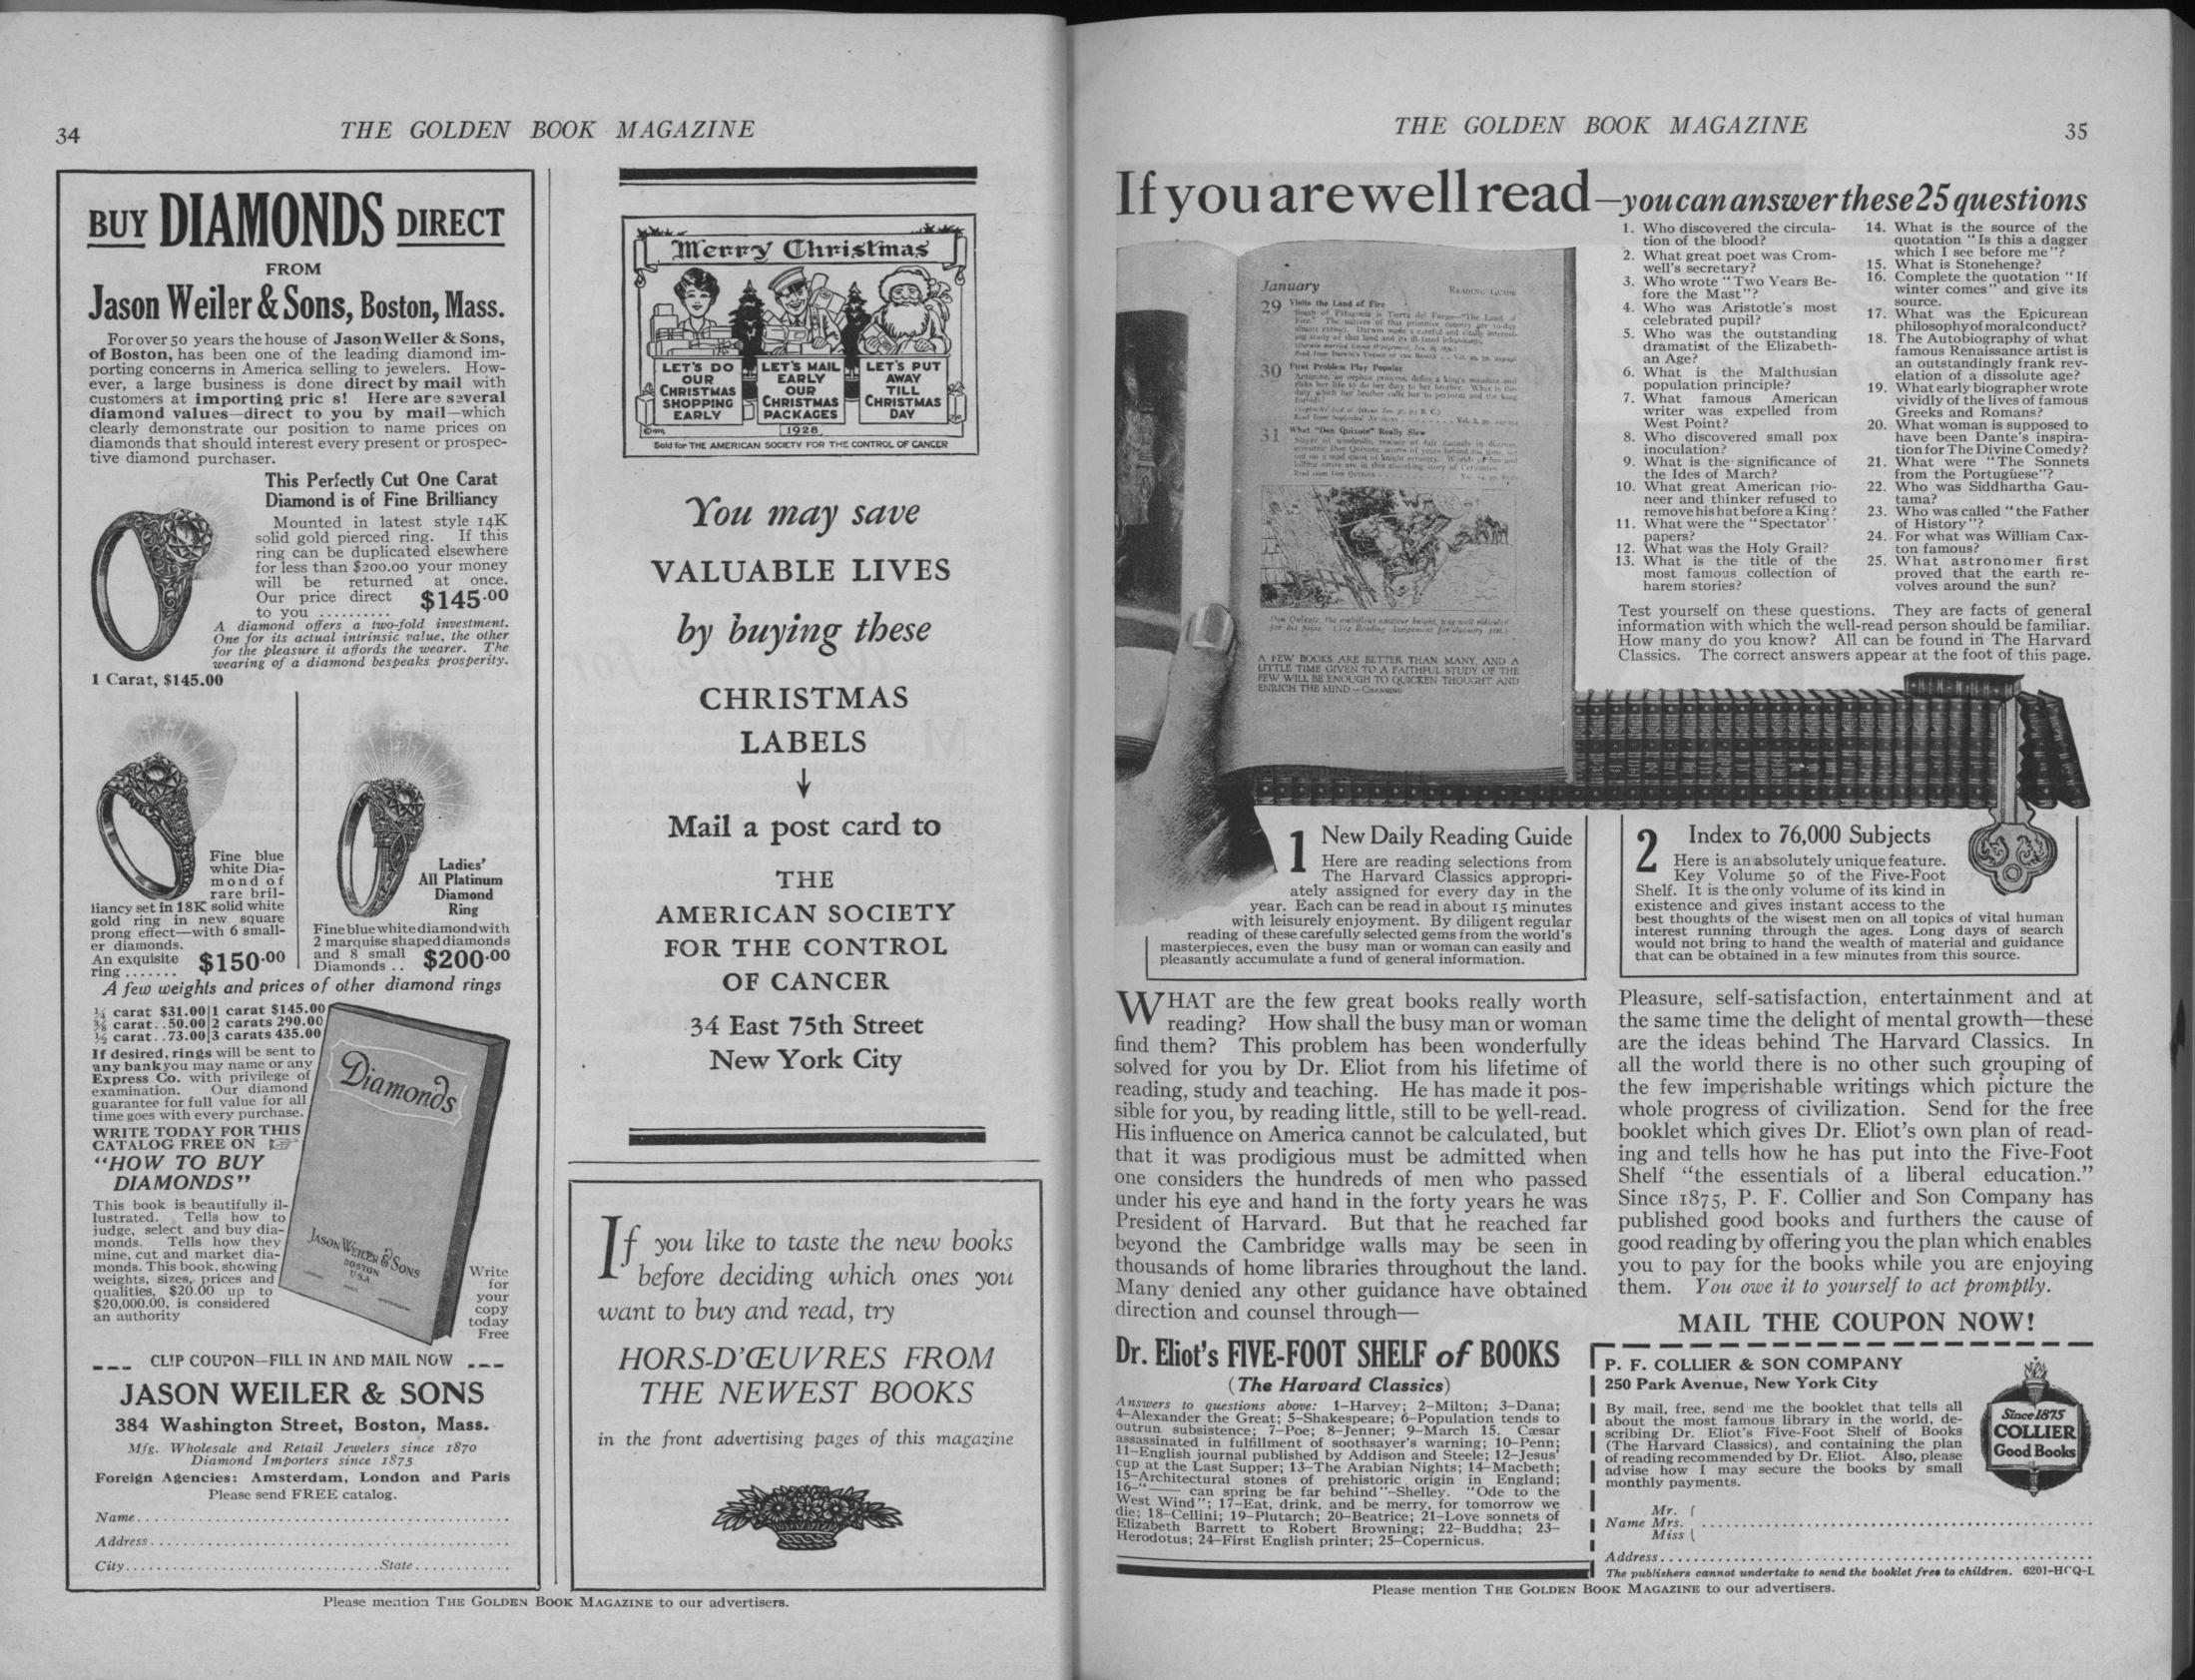 34
THE GOLDEN BOOK MAGAZINE
BUY DIAMONDS DIRECT
FROM
Jason Weiler & Sons, Boston, Mass.
For over 50 years the house of Jason Weller & Sons,
of Boston, has been one of the leading diamond im-
porting concerns in America selling to jewelers. How-
ever, a large business is done direct by mail with
customers at importing pric s! Here are several
diamond values—direct to you by mail—which
clearly demonstrate our position to name prices on
diamonds that should interest every present or prospec-
tive diamond purchaser.
This Perfectly Cut One Carat
Diamond is of Fine Brilliancy
Mounted in latest style 14K
solid gold pierced ring. If this
ring can be duplicated elsewhere
for less than $200.00 your money
will be returned at once.
Our price direct
to you .......... $145.00
A diamond offers a two-fold investment.
One for its actual intrinsic value, the other
for the pleasure it affords the wearer. The
wearing of a diamond bespeaks prosperity.
1 Carat, $145.00
Fine blue
white Dia-
mond of
rare bril-
liancy set in 18K solid white
gold ring in new square
prong effect—with 6 small-
er diamonds.
An exquisite
ring ....... $150.00
Ladies'
All Platinum
Diamond
Ring
Fine blue white diamond with
2 marquise shaped diamonds
and 8 small
Diamonds .. $200.00
A few weights and prices of other diamond rings
¼ carat $31.00|1 carat $145.00
⅜ carat..50.00|2 carats 290.00
½ carat..73.00|3 carats 435.00
If desired, rings will be sent to
any bank you may name or any
Express Co. with privilege of
examination. Our diamond
guarantee for full value for all
time goes with every purchase.
WRITE TODAY FOR THIS
CATALOG FREE ON
"HOW TO BUY
DIAMONDS"
This book is beautifully il-
lustrated. Tells how to
judge, select and buy dia-
monds. Tells how they
mine, cut and market dia-
monds. This book, showing
weights, sizes, prices and
qualities, $20.00 up to
$20,000.00, is considered
an authority
Diamonds
JASON WEILER & SONS
BOSTON
U.S.A.
Write
for
your
copy
today
Free
CLIP COUPON—FILL IN AND MAIL NOW
JASON WEILER & SONS
384 Washington Street, Boston, Mass.
Mfg. Wholesale and Retail Jewelers since 1870
Diamond Importers since 1875
Foreign Agencies: Amsterdam, London and Paris
Please send FREE catalog.
Name
Address
City State
Merry Christmas
LET'S DO
OUR
CHRISTMAS
SHOPPING
EARLY
LET'S MAIL
EARLY
OUR
CHRISTMAS
PACKAGES
LET'S PUT
AWAY
TILL
CHRISTMAS
DAY
1928
Sold for THE AMERICAN SOCIETY FOR THE CONTROL OF CANCER
You may save
VALUABLE LIVES
by buying these
CHRISTMAS
LABELS
Mail a post card to
THE
AMERICAN SOCIETY
FOR THE CONTROL
OF CANCER
34 East 75th Street
New York City
If you like to taste the new books
before deciding which ones you
want to buy and read, try
HORS-D'ŒUVRES FROM
THE NEWEST BOOKS
in the front advertising pages of this magazine
Please mention THE GOLDEN BOOK MAGAZINE to our advertisers.
THE GOLDEN BOOK MAGAZINE
35
If you are well read—you can answer these 25 questions
January
READING GUIDE
29 Visits the Land of Fire
30 First Problem Play Popular
31 What "Don Quixote" Really Slew
A FEW BOOKS ARE BETTER THAN MANY, AND A
LITTLE TIME GIVEN TO A FAITHFUL STUDY OF THE
FEW WILL BE ENOUGH TO QUICKEN THOUGHT AND
ENRICH THE MIND—CHANNING
1. Who discovered the circula-
tion of the blood?
2. What great poet was Crom-
well's secretary?
3. Who wrote "Two Years Be-
fore the Mast"?
4. Who was Aristotle's most
celebrated pupil?
5. Who was the outstanding
dramatist of the Elizabeth-
an Age?
6. What is the Malthusian
population principle?
7. What famous American
writer was expelled from
West Point?
8. Who discovered small pox
inoculation?
9. What is the significance of
the Ides of March?
10. What great American pio-
neer and thinker refused to
remove his hat before a King?
11. What were the "Spectator"
papers?
12. What was the Holy Grail?
13. What is the title of the
most famous collection of
harem stories?
14. What is the source of the
quotation "Is this a dagger
which I see before me"?
15. What is Stonehenge?
16. Complete the quotation "If
winter comes" and give its
source.
17. What was the Epicurean
philosophy of moral conduct?
18. The Autobiography of what
famous Renaissance artist is
an outstandingly frank rev-
elation of a dissolute age?
19. What early biographer wrote
vividly of the lives of famous
Greeks and Romans?
20. What woman is supposed to
have been Dante's inspira-
tion for The Divine Comedy?
21. What were "The Sonnets
from the Portuguese"?
22. Who was Siddhartha Gau-
tama?
23. Who was called "the Father
of History"?
24. For what was William Cax-
ton famous?
25. What astronomer first
proved that the earth re-
volves around the sun?
Test yourself on these questions. They are facts of general
information with which the well-read person should be familiar.
How many do you know? All can be found in The Harvard
Classics. The correct answers appear at the foot of this page.
1 New Daily Reading Guide
Here are reading selections from
The Harvard Classics appropri-
ately assigned for every day in the
year. Each can be read in about 15 minutes
with leisurely enjoyment. By diligent regular
reading of these carefully selected gems from the world's
masterpieces, even the busy man or woman can easily and
pleasantly accumulate a fund of general information.
2 Index to 76,000 Subjects
Here is an absolutely unique feature.
Key Volume 50 of the Five-Foot
Shelf. It is the only volume of its kind in
existence and gives instant access to the
best thoughts of the wisest men on all topics of vital human
interest running through the ages. Long days of search
would not bring to hand the wealth of material and guidance
that can be obtained in a few minutes from this source.
WHAT are the few great books really worth
reading? How shall the busy man or woman
find them? This problem has been wonderfully
solved for you by Dr. Eliot from his lifetime of
reading, study and teaching. He has made it pos-
sible for you, by reading little, still to be well-read.
His influence on America cannot be calculated, but
that it was prodigious must be admitted when
one considers the hundreds of men who passed
under his eye and hand in the forty years he was
President of Harvard. But that he reached far
beyond the Cambridge walls may be seen in
thousands of home libraries throughout the land.
Many denied any other guidance have obtained
direction and counsel through—
Dr. Eliot's FIVE-FOOT SHELF of BOOKS
(The Harvard Classics)
Answers to questions above: 1—Harvey; 2—Milton; 3—Dana;
4—Alexander the Great; 5—Shakespeare; 6—Population tends to
outrun subsistence; 7—Poe; 8—Jenner; 9—March 15. Cæsar
assassinated in fulfillment of soothsayer's warning; 10—Penn;
11—English journal published by Addison and Steele; 12—Jesus'
cup at the Last Supper; 13—The Arabian Nights; 14—Macbeth;
15—Architectural stones of prehistoric origin in England;
16—"—— can spring be far behind"—Shelley. "Ode to the
West Wind"; 17—Eat, drink, and be merry, for tomorrow we
die; 18—Cellini; 19—Plutarch; 20—Beatrice; 21—Love sonnets of
Elizabeth Barrett to Robert Browning; 22—Buddha; 23—
Herodotus; 24—First English printer; 25—Copernicus.
Pleasure, self-satisfaction, entertainment and at
the same time the delight of mental growth—these
are the ideas behind The Harvard Classics. In
all the world there is no other such grouping of
the few imperishable writings which picture the
whole progress of civilization. Send for the free
booklet which gives Dr. Eliot's own plan of read-
ing and tells how he has put into the Five-Foot
Shelf "the essentials of a liberal education."
Since 1875, P. F. Collier and Son Company has
published good books and furthers the cause of
good reading by offering you the plan which enables
you to pay for the books while you are enjoying
them. You owe it to yourself to act promptly.
MAIL THE COUPON NOW!
P. F. COLLIER & SON COMPANY
250 Park Avenue, New York City
By mail, free, send me the booklet that tells all
about the most famous library in the world, de-
scribing Dr. Eliot's Five-Foot Shelf of Books
(The Harvard Classics), and containing the plan
of reading recommended by Dr. Eliot. Also, please
advise how I may secure the books by small
monthly payments.
Since 1875
COLLIER
Good Books
Mr.
Name Mrs.
Miss
Address
The publishers cannot undertake to send the booklet free to children. 6201-HCQ-L
Please mention THE GOLDEN BOOK MAGAZINE to our advertisers.